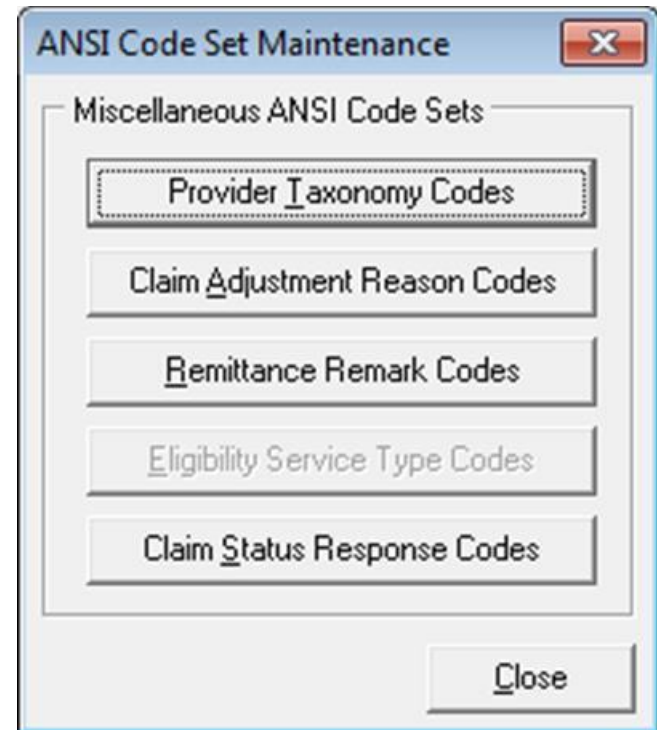 ANSI Code Set Maintenance
Miscellaneous ANSI Code Sets
Provider Taxonomy Codes
Claim Adjustment Reason Codes
Remittance Remark Codes
Eligibility Service Type Codes
Claim Status Response Codes
Close